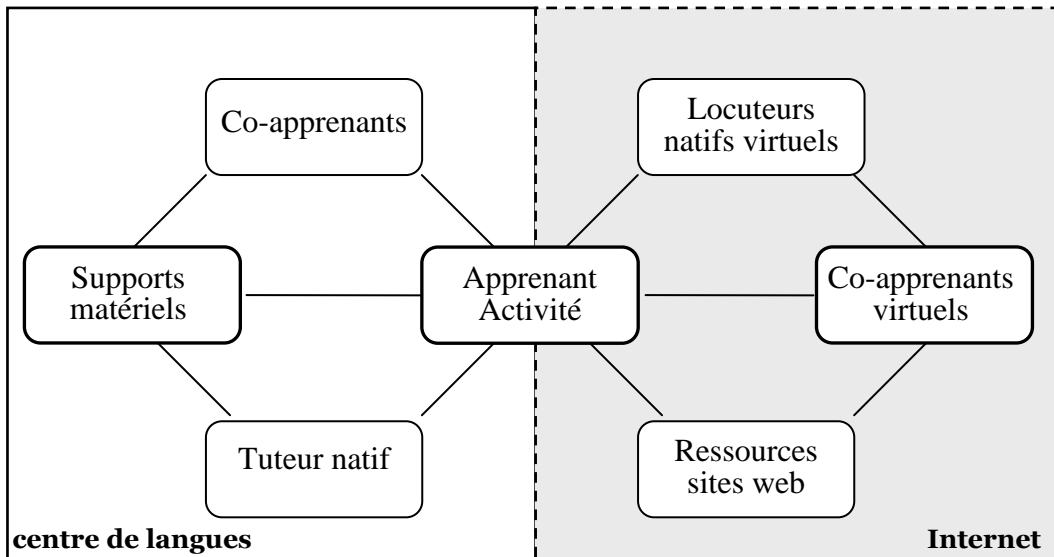 Co-apprenants
Locuteurs
natifs virtuels
Supports
matériels
Apprenant
Activité
Co-apprenants
virtuels
Tuteur natif
Ressources
sites web
centre de langues
Internet